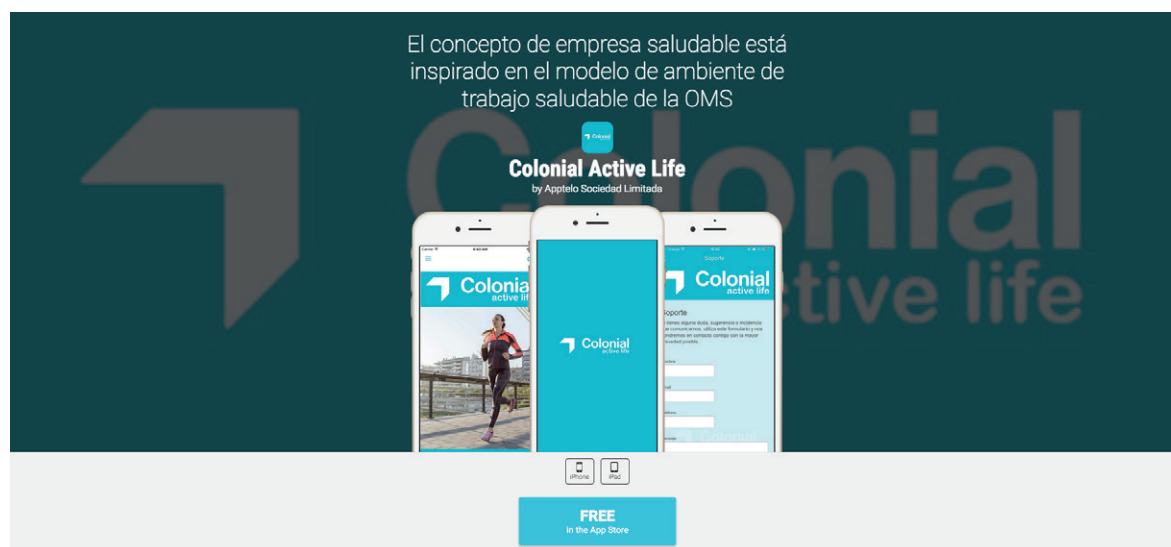 El concepto de empresa saludable está
inspirado en el modelo de ambiente de
trabajo saludable de la OMS
Colonial
Colonial Active Life
by Apptelo Sociedad Limitada
Colonial
active life
Colonial
active life
Soporte
Colonial
active life
Soporte
Colonial
active life
iPhone
iPad
FREE
in the App Store